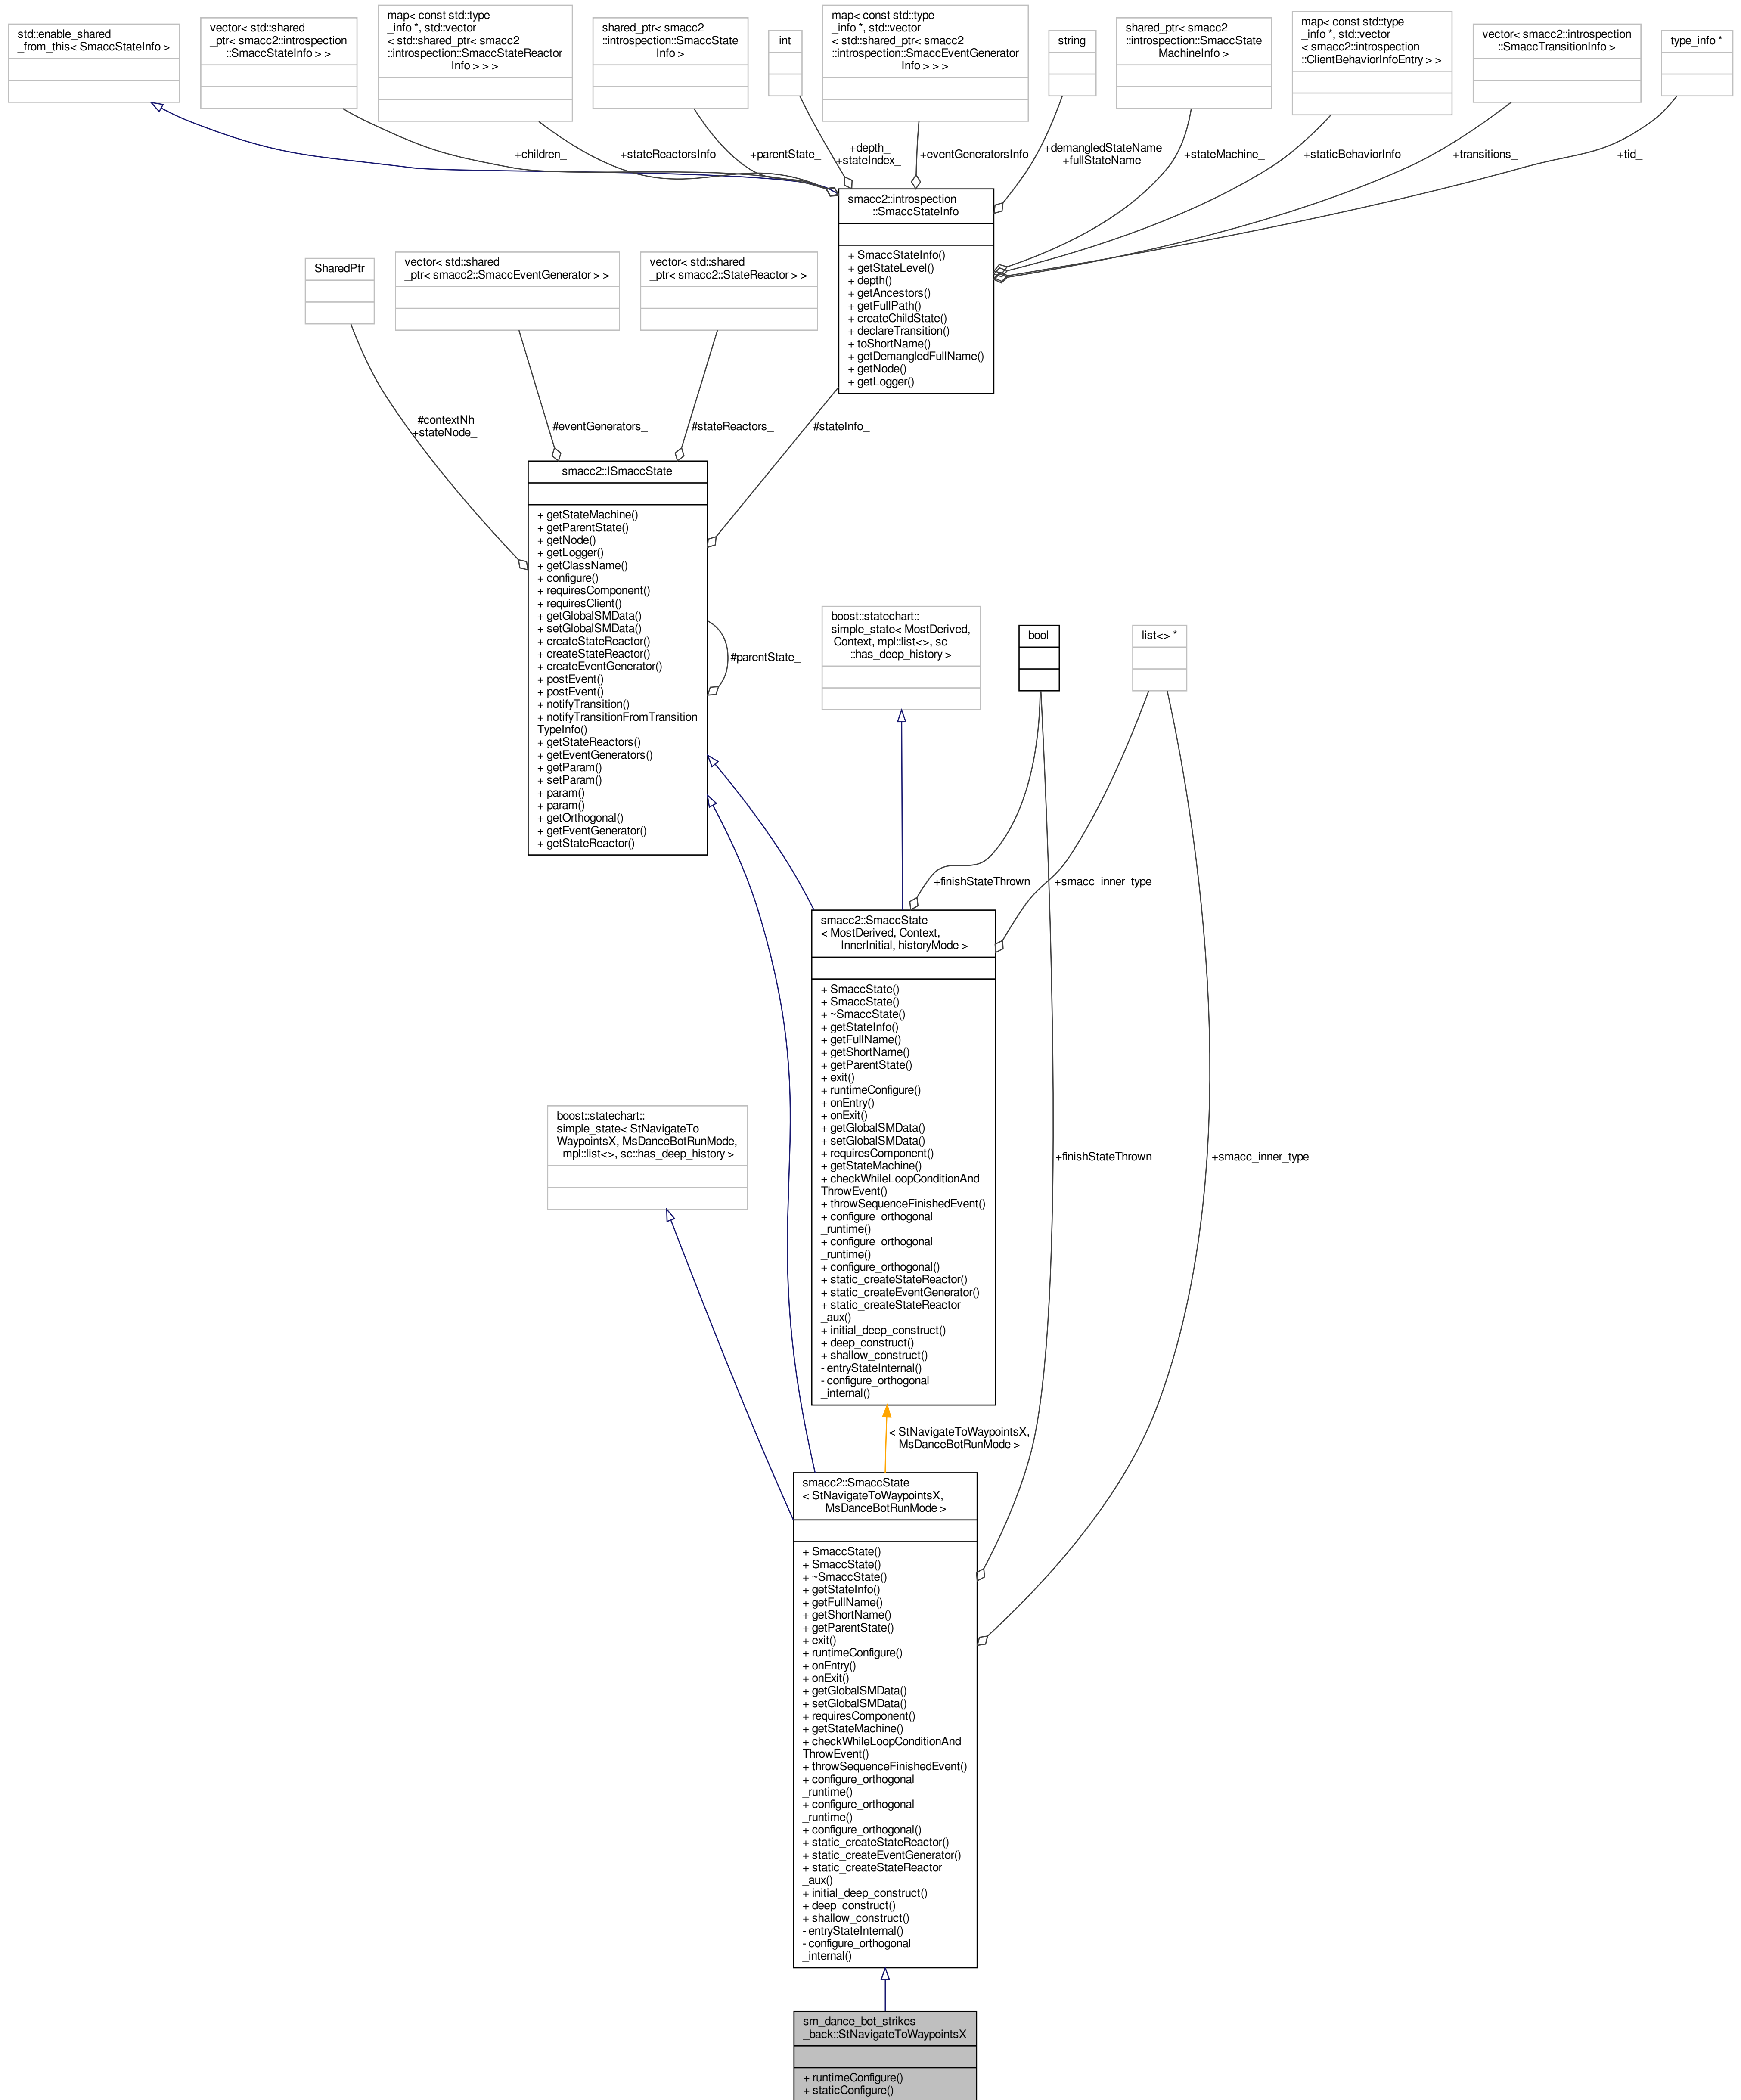 std::enable_shared
_from_this< SmaccStateInfo >
vector< std::shared
_ptr< smacc2::introspection
::SmaccStateInfo > >
map< const std::type
_info *, std::vector
< std::shared_ptr< smacc2
::introspection::SmaccStateReactor
Info > > >
shared_ptr< smacc2
::introspection::SmaccState
Info >
int
map< const std::type
_info *, std::vector
< std::shared_ptr< smacc2
::introspection::SmaccEventGenerator
Info > > >
string
shared_ptr< smacc2
::introspection::SmaccState
MachineInfo >
map< const std::type
_info *, std::vector
< smacc2::introspection
::ClientBehaviorInfoEntry > >
vector< smacc2::introspection
::SmaccTransitionInfo >
type_info *
+children_
+stateReactorsInfo
+parentState_
+depth_
+stateIndex_
+eventGeneratorsInfo
+demangledStateName
+fullStateName
+stateMachine_
+staticBehaviorInfo
+transitions_
+tid_
smacc2::introspection
::SmaccStateInfo
+ SmaccStateInfo()
+ getStateLevel()
+ depth()
+ getAncestors()
+ getFullPath()
+ createChildState()
+ declareTransition()
+ toShortName()
+ getDemangledFullName()
+ getNode()
+ getLogger()
SharedPtr
vector< std::shared
_ptr< smacc2::SmaccEventGenerator > >
vector< std::shared
_ptr< smacc2::StateReactor > >
#contextNh
+stateNode_
#eventGenerators_
#stateReactors_
#stateInfo_
smacc2::ISmaccState
+ getStateMachine()
+ getParentState()
+ getNode()
+ getLogger()
+ getClassName()
+ configure()
+ requiresComponent()
+ requiresClient()
+ getGlobalSMData()
+ setGlobalSMData()
+ createStateReactor()
+ createStateReactor()
+ createEventGenerator()
+ postEvent()
+ postEvent()
+ notifyTransition()
+ notifyTransitionFromTransition
TypeInfo()
+ getStateReactors()
+ getEventGenerators()
+ getParam()
+ setParam()
+ param()
+ param()
+ getOrthogonal()
+ getEventGenerator()
+ getStateReactor()
#parentState_
boost::statechart::
simple_state< MostDerived,
Context, mpl::list<>, sc
::has_deep_history >
bool
list<> *
+finishStateThrown
+smacc_inner_type
smacc2::SmaccState
< MostDerived, Context,
InnerInitial, historyMode >
+ SmaccState()
+ SmaccState()
+ ~SmaccState()
+ getStateInfo()
+ getFullName()
+ getShortName()
+ getParentState()
+ exit()
+ runtimeConfigure()
+ onEntry()
+ onExit()
+ getGlobalSMData()
+ setGlobalSMData()
+ requiresComponent()
+ getStateMachine()
+ checkWhileLoopConditionAnd
ThrowEvent()
+ throwSequenceFinishedEvent()
+ configure_orthogonal
_runtime()
+ configure_orthogonal
_runtime()
+ configure_orthogonal()
+ static_createStateReactor()
+ static_createEventGenerator()
+ static_createStateReactor
_aux()
+ initial_deep_construct()
+ deep_construct()
+ shallow_construct()
- entryStateInternal()
- configure_orthogonal
_internal()
boost::statechart::
simple_state< StNavigateTo
WaypointsX, MsDanceBotRunMode,
mpl::list<>, sc::has_deep_history >
+finishStateThrown
+smacc_inner_type
< StNavigateToWaypointsX,
MsDanceBotRunMode >
smacc2::SmaccState
< StNavigateToWaypointsX,
MsDanceBotRunMode >
+ SmaccState()
+ SmaccState()
+ ~SmaccState()
+ getStateInfo()
+ getFullName()
+ getShortName()
+ getParentState()
+ exit()
+ runtimeConfigure()
+ onEntry()
+ onExit()
+ getGlobalSMData()
+ setGlobalSMData()
+ requiresComponent()
+ getStateMachine()
+ checkWhileLoopConditionAnd
ThrowEvent()
+ throwSequenceFinishedEvent()
+ configure_orthogonal
_runtime()
+ configure_orthogonal
_runtime()
+ configure_orthogonal()
+ static_createStateReactor()
+ static_createEventGenerator()
+ static_createStateReactor
_aux()
+ initial_deep_construct()
+ deep_construct()
+ shallow_construct()
- entryStateInternal()
- configure_orthogonal
_internal()
sm_dance_bot_strikes
_back::StNavigateToWaypointsX
+ runtimeConfigure()
+ staticConfigure()